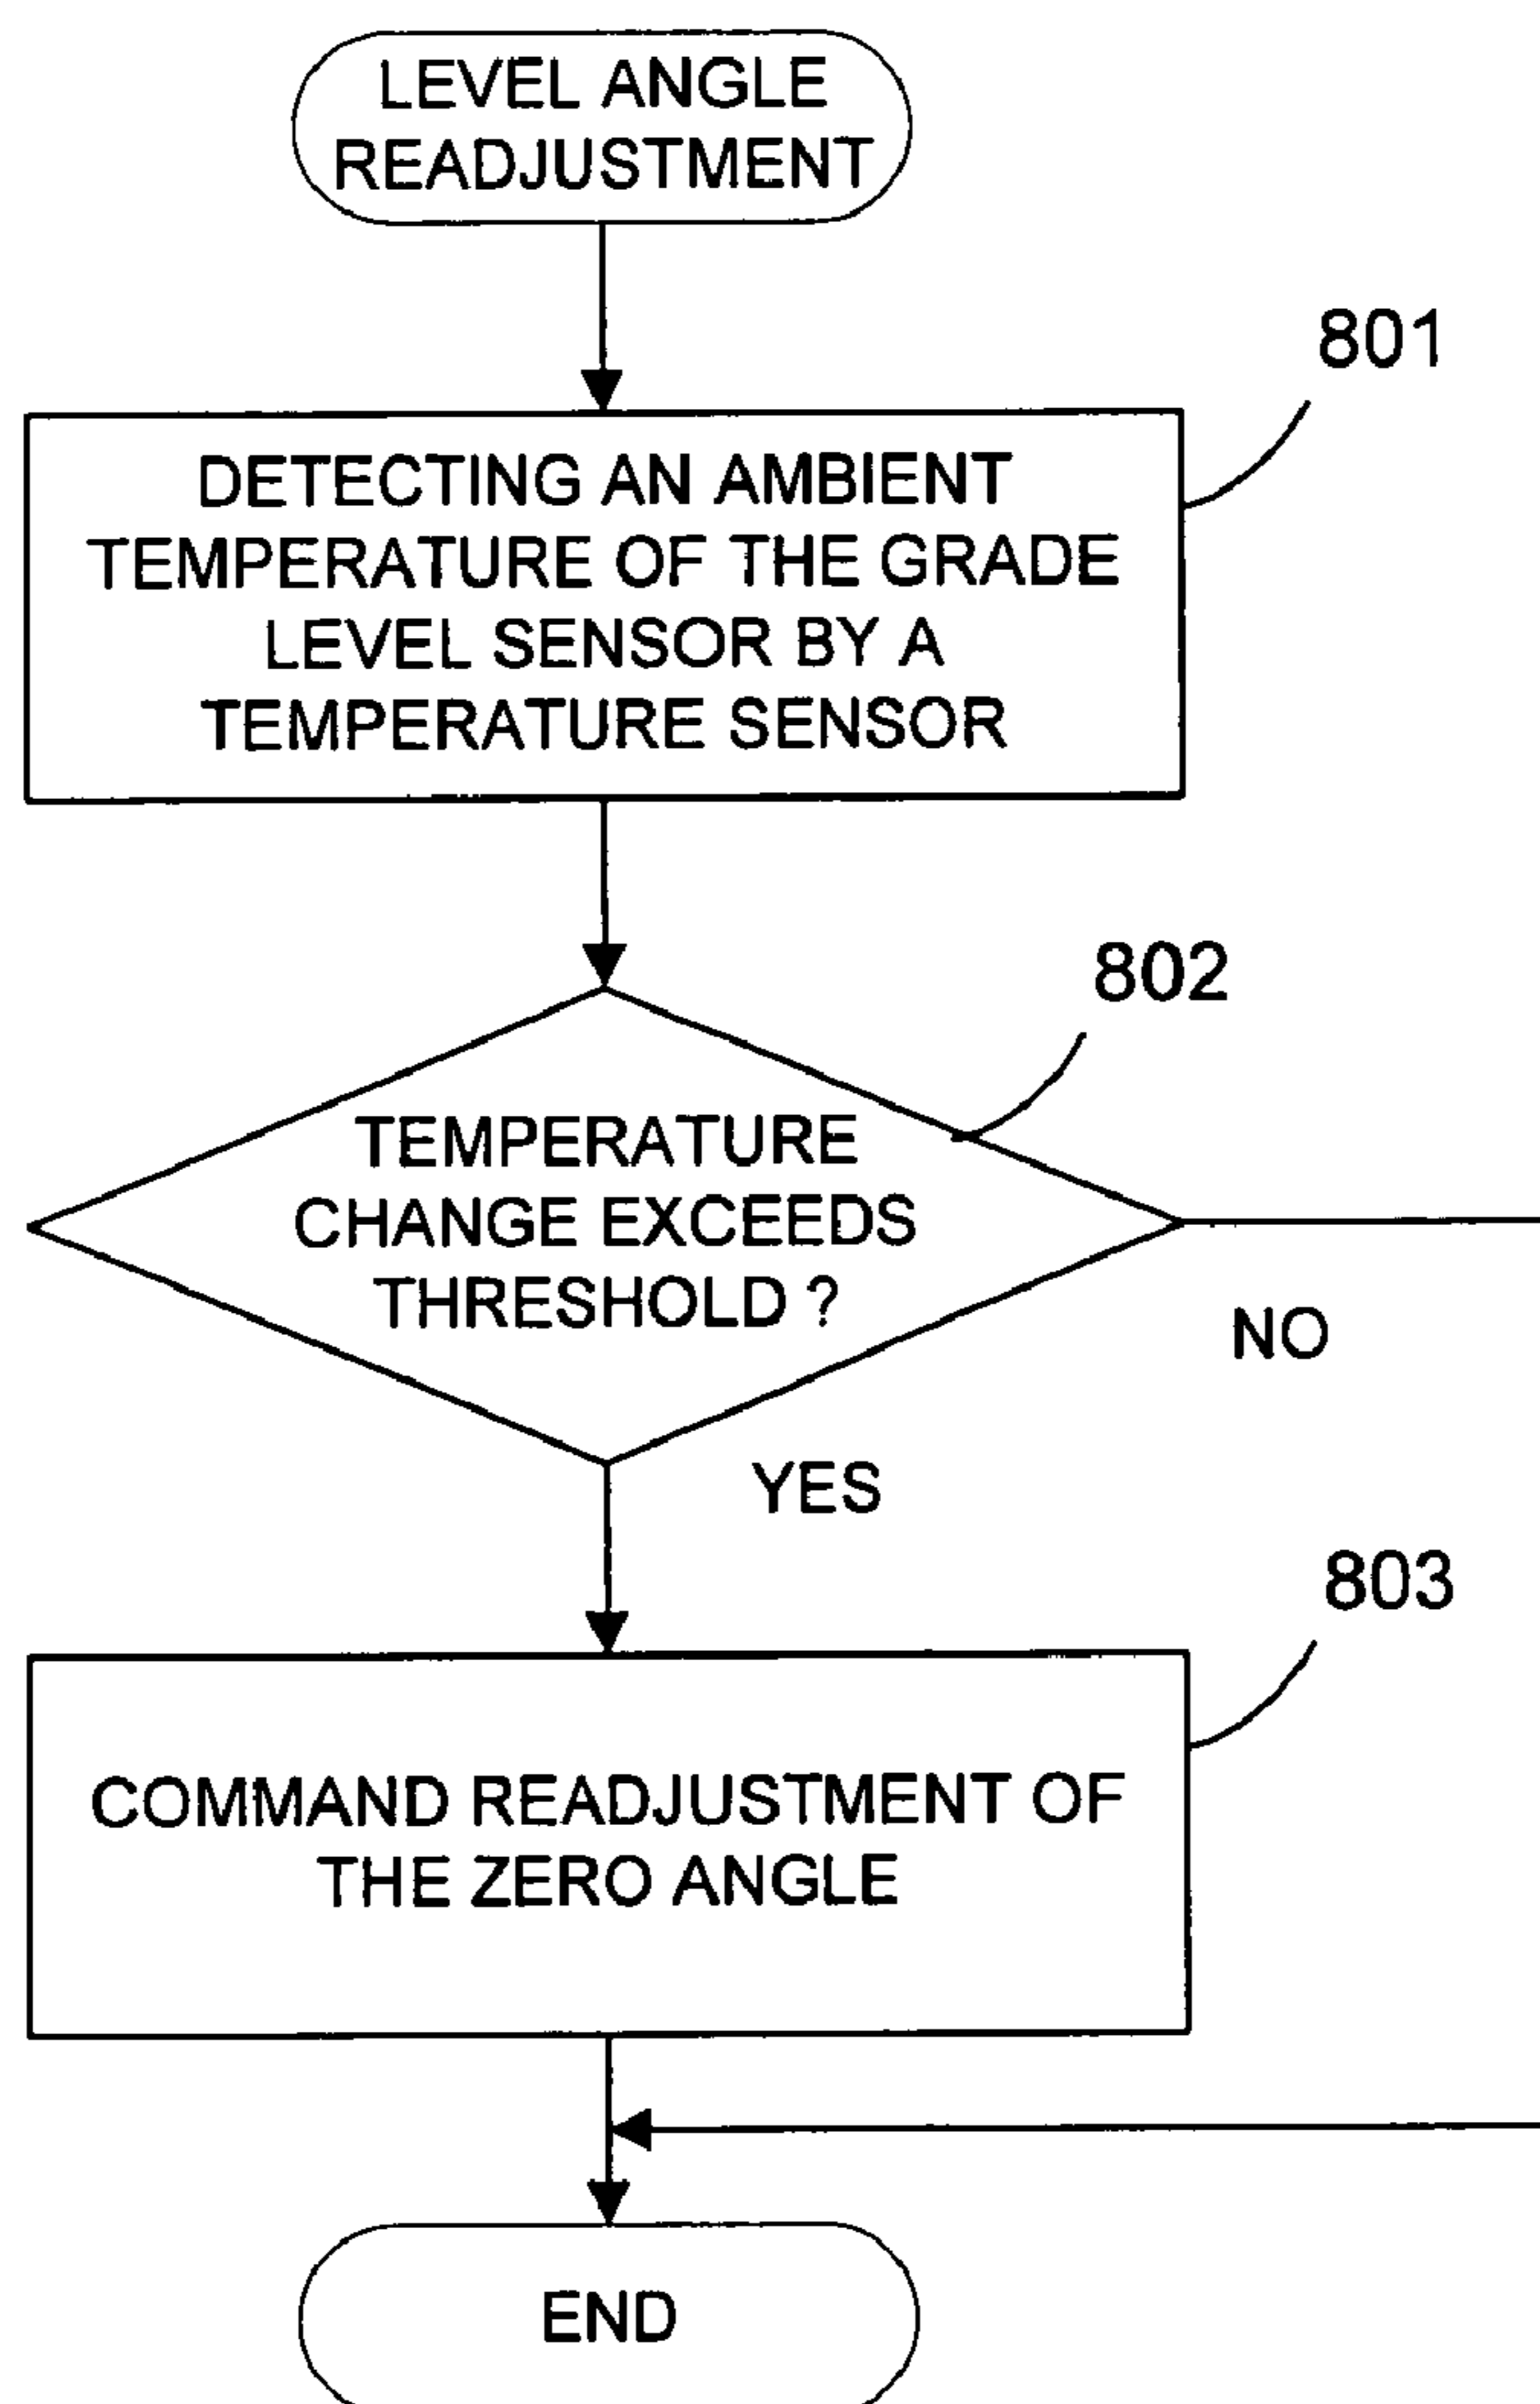 LEVEL ANGLE
READJUSTMENT
801
DETECTING AN AMBIENT
TEMPERATURE OF THE GRADE
LEVEL SENSOR BY A
TEMPERATURE SENSOR
802
TEMPERATURE
CHANGE EXCEEDS
THRESHOLD ?
NO
YES
803
COMMAND READJUSTMENT OF
THE ZERO ANGLE
END